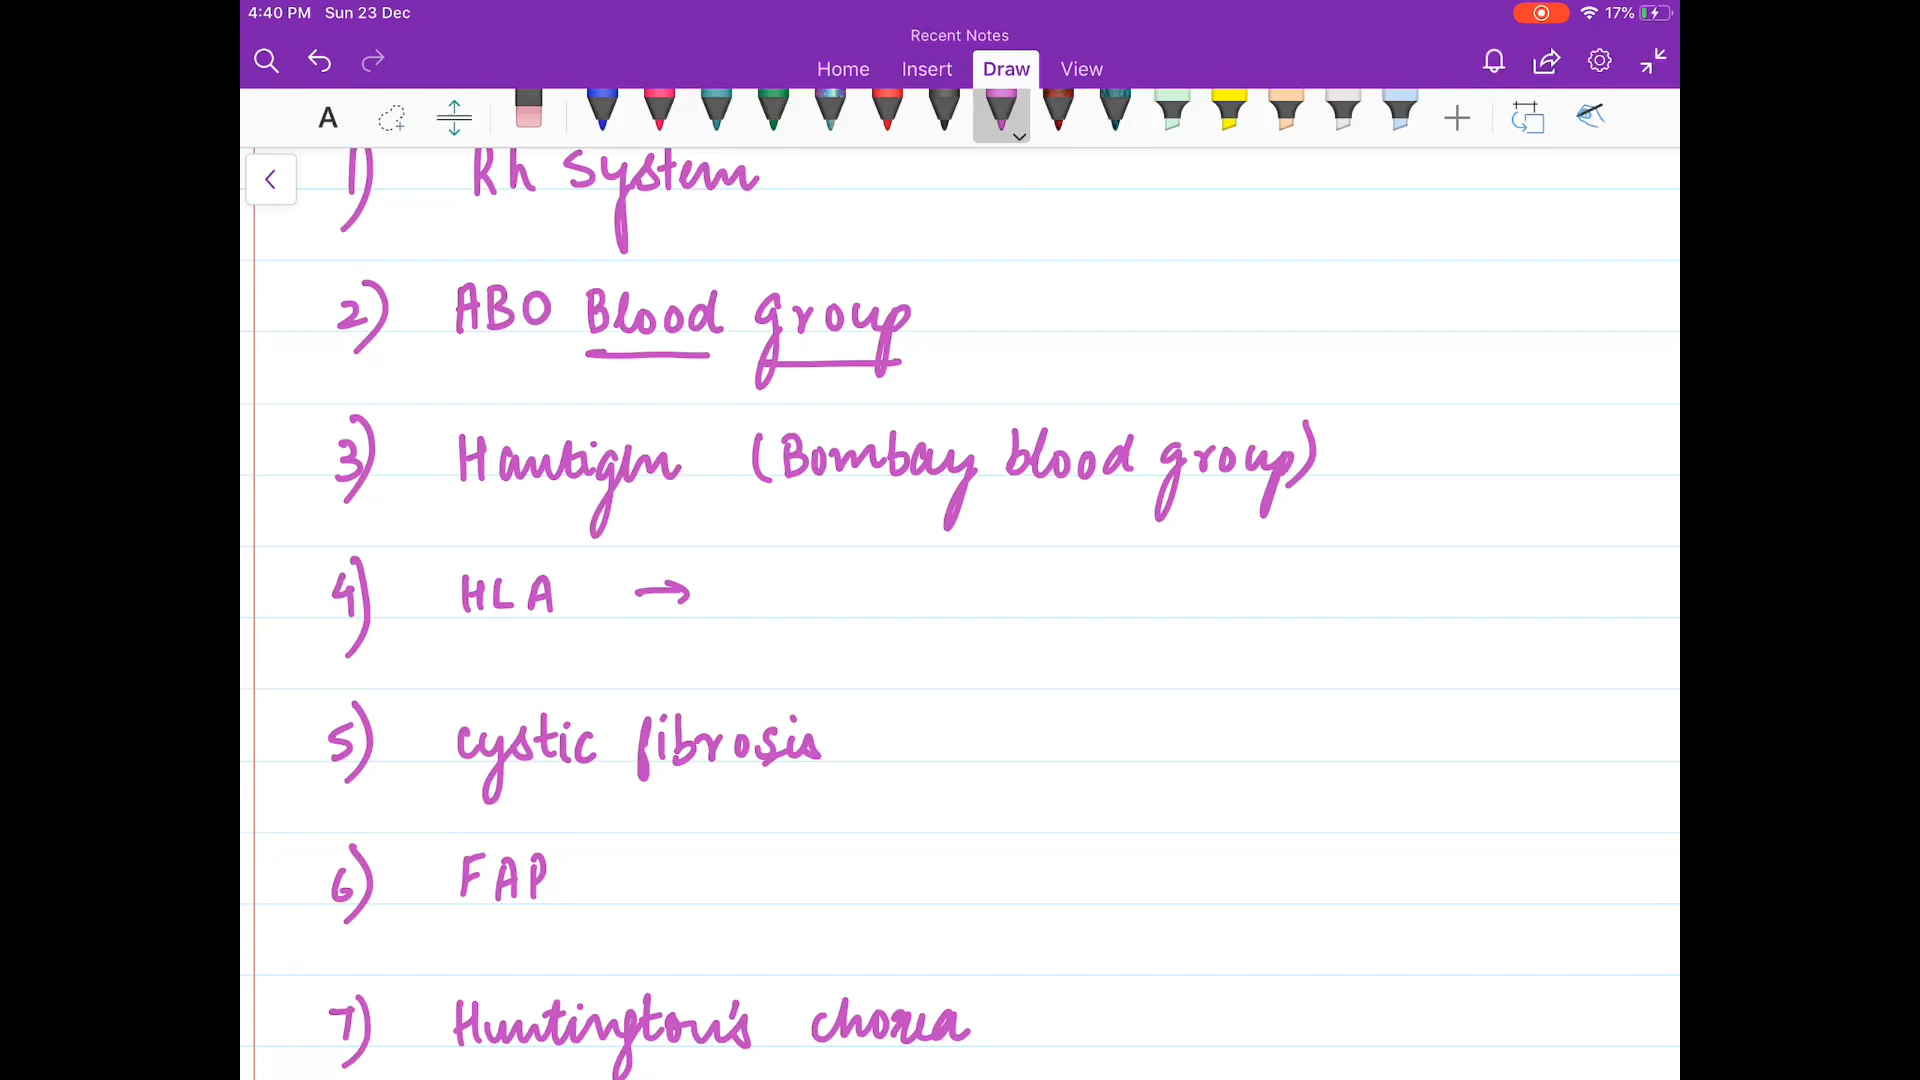 4:40 PM Sun 23 Dec
17%
Recent Notes
Home Insert Draw View
A
1) Rh System
2) ABO Blood group
3) H antigen (Bombay blood group)
4) HLA →
5) cystic fibrosis
6) FAP
7) Huntington's chorea